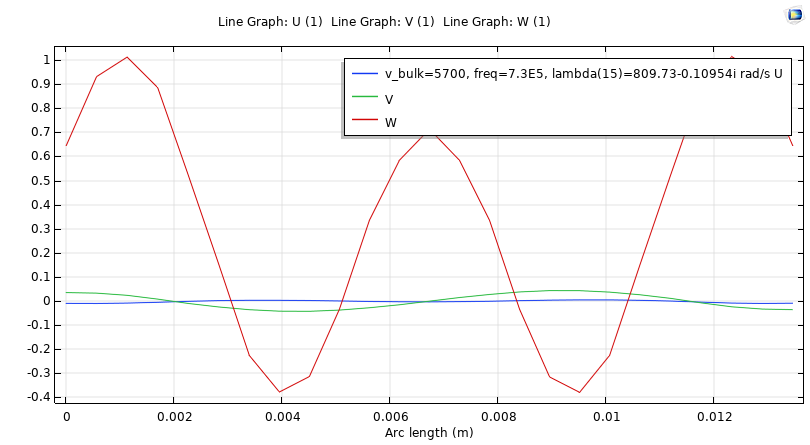 Line Graph: U (1) Line Graph: V (1) Line Graph: W (1)
v_bulk=5700, freq=7.3E5, lambda(15)=809.73-0.10954i rad/s U
V
W
1
0.9
0.8
0.7
0.6
0.5
0.4
0.3
0.2
0.1
0
-0.1
-0.2
-0.3
-0.4
0 0.002 0.004 0.006 0.008 0.01 0.012
Arc length (m)